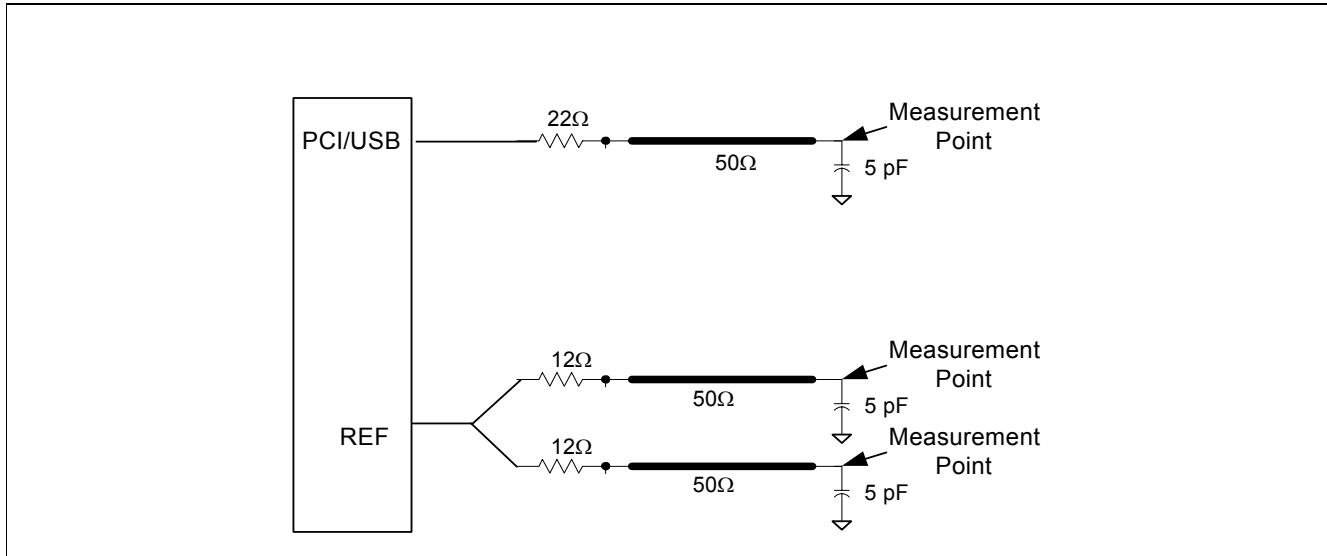 PCI/USB
22Ω
50Ω
Measurement
Point
5 pF
REF
12Ω
50Ω
Measurement
Point
5 pF
12Ω
50Ω
Measurement
Point
5 pF